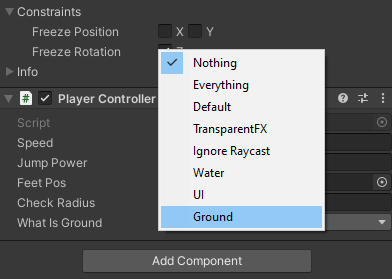 Constraints
Freeze Position X Y
Freeze Rotation Z
Info
Player Controller
Script
Speed
Jump Power
Feet Pos
Check Radius
What Is Ground
Nothing
Everything
Default
TransparentFX
Ignore Raycast
Water
UI
Ground
Add Component